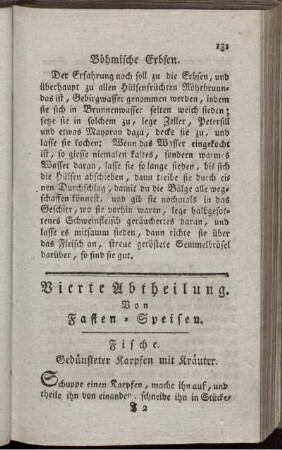 131
Böhmische Erbsen.
Der Erfahrung nach soll zu die Erbsen, und
überhaupt zu allen Hülsenfrüchten Röhrbrunn-
das ist, Gebirgwasser genommen werden, indem
sie sich in Brunnenwasser selten weich sieden;
setze sie in solchem zu, lege Zeller, Petersill
und etwas Mayoran dazu, decke sie zu, und
lasse sie kochen: Wenn das Wasser eingekocht
ist, so giesse niemalen kaltes, sondern warmes
Wasser daran, lasse sie so lange sieden, bis sich
die Hülsen abschieben, dann treibe sie durch ei-
nen Durchschlag, damit du die Bälge alle weg-
schaffen könnest, und gib sie nochmals in das
Geschirr, wo sie vorhin waren, lege halbgesot-
tenes Schweinfleisch geräuchertes daran, und
lasse es mitsamm sieden, dann richte sie über
das Fleisch an, streue geröstete Semmelbrösel
darüber, so sind sie gut.
Vierte Abtheilung.
Von
Fasten-Speisen.
Fische.
Gedünsteter Karpfen mit Kräuter.
Schuppe einen Karpfen, mache ihn auf, und
theile ihn von einander, schneide ihn in Stücke,
J 2